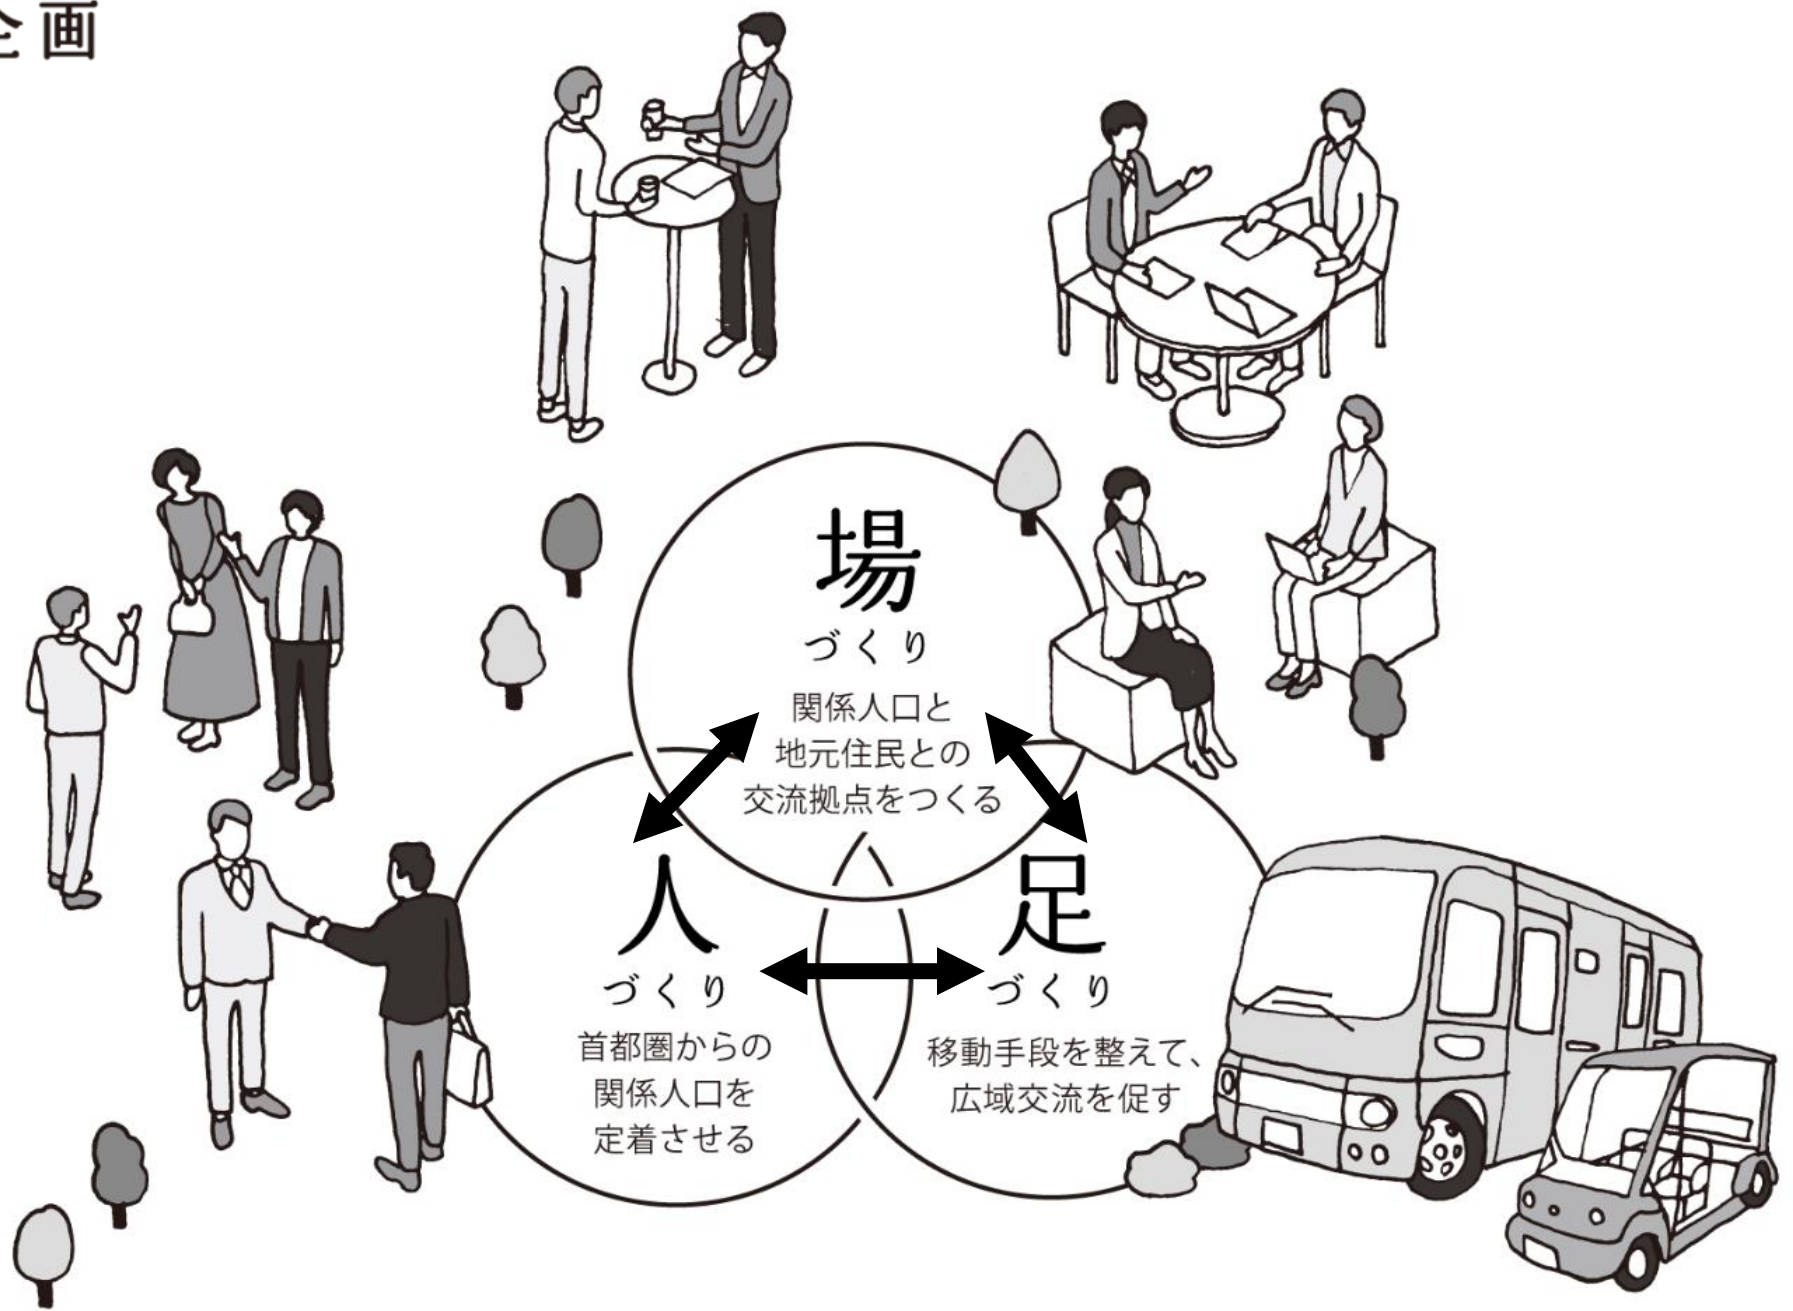 企画
場
づくり
関係人口と
地元住民との
交流拠点をつくる
人
づくり
首都圏からの
関係人口を
定着させる
足
づくり
移動手段を整えて、
広域交流を促す